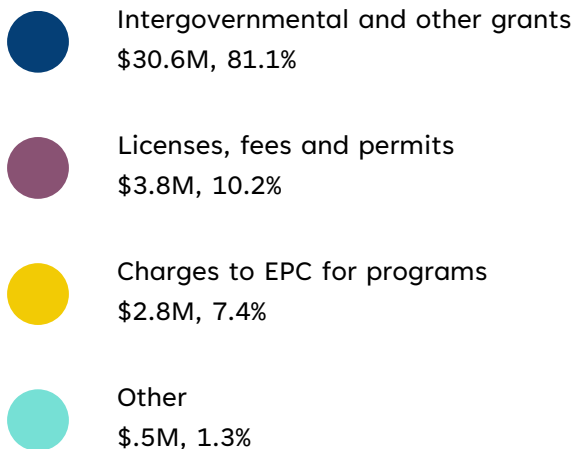 Intergovernmental and other grants
$30.6M, 81.1%
Licenses, fees and permits
$3.8M, 10.2%
Charges to EPC for programs
$2.8M, 7.4%
Other
$.5M, 1.3%